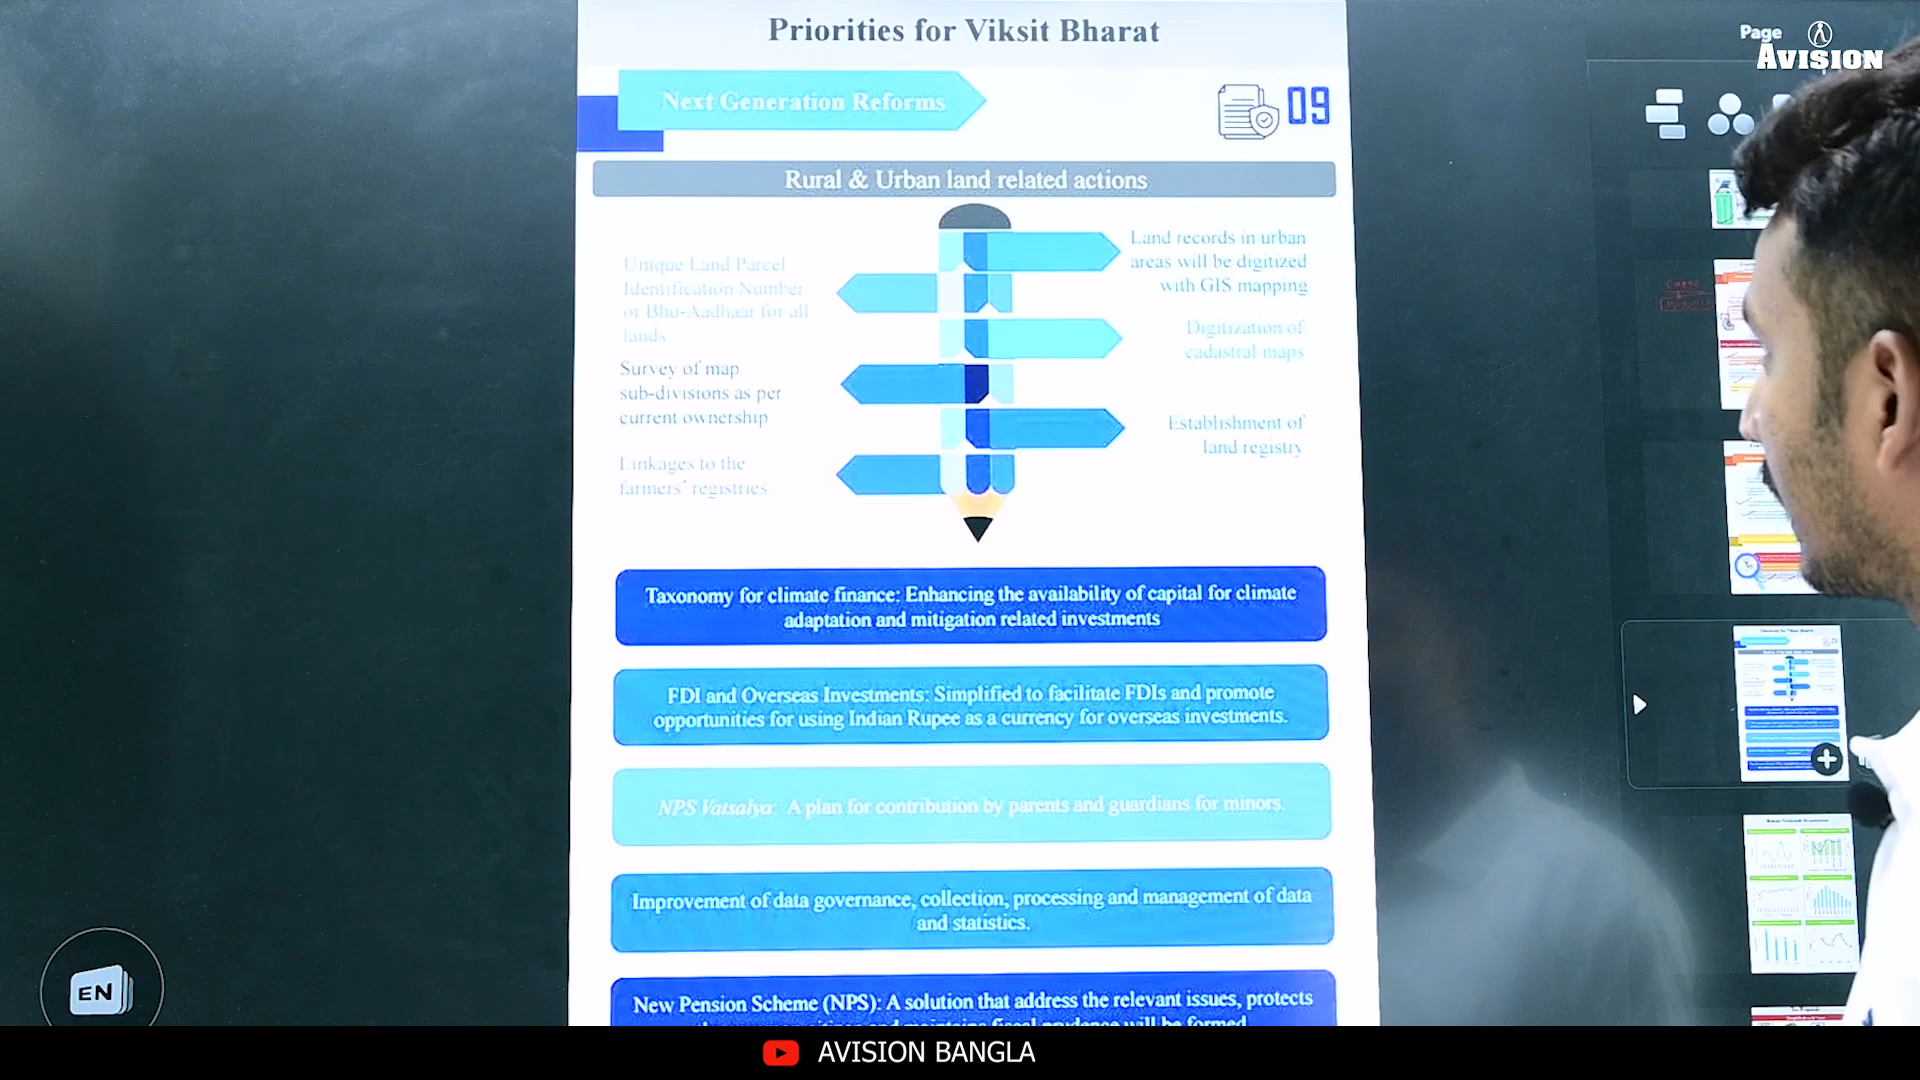 Priorities for Viksit Bharat
Page
AVISION
Next Generation Reforms
09
Rural & Urban land related actions
Land records in urban
areas will be digitized
with GIS mapping
Unique Land Parcel
Identification Number
or Bhu-Aadhaar for all
lands
Digitization of
cadastral maps
Survey of map
sub-divisions as per
current ownership
Establishment of
land registry
Linkages to the
farmers' registries
Taxonomy for climate finance: Enhancing the availability of capital for climate
adaptation and mitigation related investments
FDI and Overseas Investments: Simplified to facilitate FDIs and promote
opportunities for using Indian Rupee as a currency for overseas investments.
NPS Vatsalya: A plan for contribution by parents and guardians for minors.
Improvement of data governance, collection, processing and management of data
and statistics.
New Pension Scheme (NPS): A solution that address the relevant issues, protects
maintains fiscal prudence will be formed
EN
AVISION BANGLA